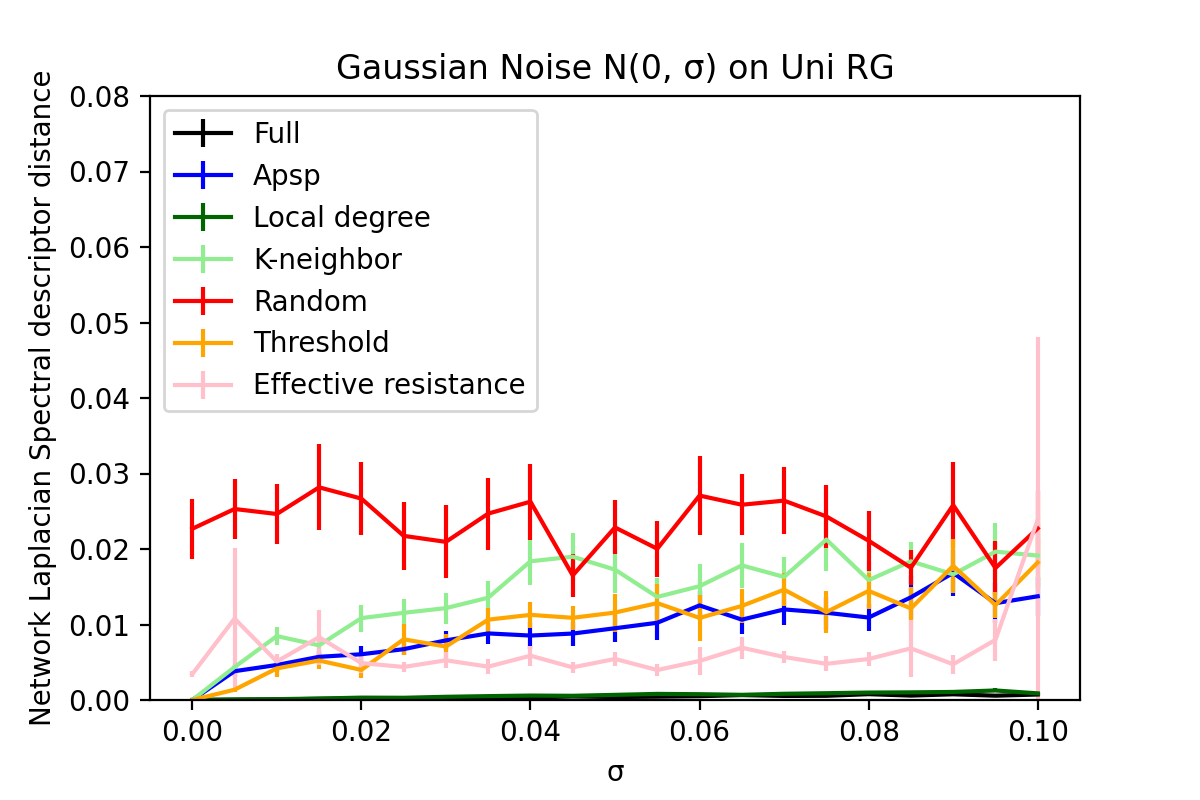 Gaussian Noise N(0, σ) on Uni RG
Network Laplacian Spectral descriptor distance
0.08
0.07
0.06
0.05
0.04
0.03
0.02
0.01
0.00
Full
Apsp
Local degree
K-neighbor
Random
Threshold
Effective resistance
0.00 0.02 0.04 0.06 0.08 0.10
σ